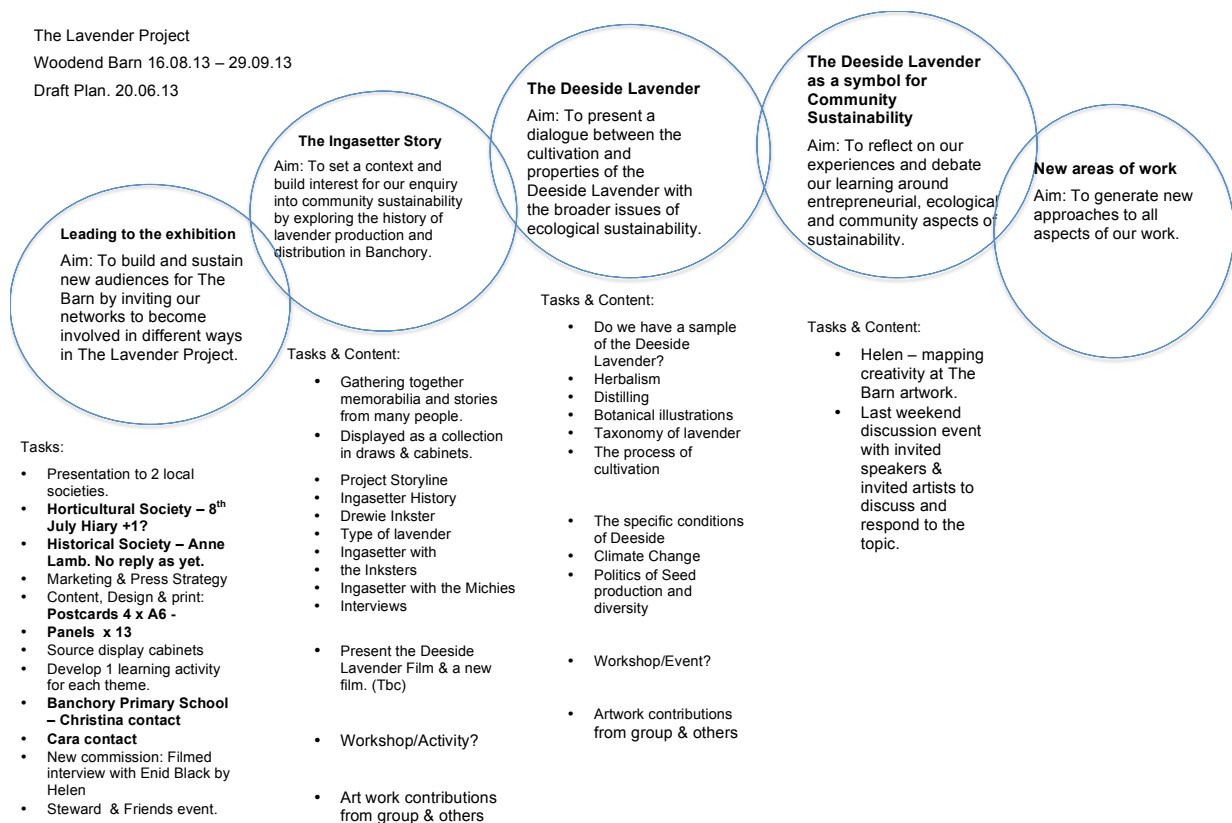 The Lavender Project
Woodend Barn 16.08.13 – 29.09.13
Draft Plan. 20.06.13
Leading to the exhibition
Aim: To build and sustain
new audiences for The
Barn by inviting our
networks to become
involved in different ways
in The Lavender Project.
Tasks:
• Presentation to 2 local
societies.
• Horticultural Society – 8th
July Hiary +1?
• Historical Society – Anne
Lamb. No reply as yet.
• Marketing & Press Strategy
• Content, Design & print:
Postcards 4 x A6 -
• Panels x 13
• Source display cabinets
• Develop 1 learning activity
for each theme.
• Banchory Primary School
– Christina contact
• Cara contact
• New commission: Filmed
interview with Enid Black by
Helen
• Steward & Friends event.
The Ingasetter Story
Aim: To set a context and
build interest for our enquiry
into community sustainability
by exploring the history of
lavender production and
distribution in Banchory.
Tasks & Content:
• Gathering together
memorabilia and stories
from many people.
• Displayed as a collection
in draws & cabinets.
• Project Storyline
• Ingasetter History
• Drewie Inkster
• Type of lavender
• Ingasetter with
• the Inksters
• Ingasetter with the Michies
• Interviews
• Present the Deeside
Lavender Film & a new
film. (Tbc)
• Workshop/Activity?
• Art work contributions
from group & others
The Deeside Lavender
Aim: To present a
dialogue between the
cultivation and
properties of the
Deeside Lavender with
the broader issues of
ecological sustainability.
Tasks & Content:
• Do we have a sample
of the Deeside
Lavender?
• Herbalism
• Distilling
• Botanical illustrations
• Taxonomy of lavender
• The process of
cultivation
• The specific conditions
of Deeside
• Climate Change
• Politics of Seed
production and
diversity
• Workshop/Event?
• Artwork contributions
from group & others
The Deeside Lavender
as a symbol for
Community
Sustainability
Aim: To reflect on our
experiences and debate
our learning around
entrepreneurial, ecological
and community aspects of
sustainability.
Tasks & Content:
• Helen – mapping
creativity at The
Barn artwork.
• Last weekend
discussion event
with invited
speakers &
invited artists to
discuss and
respond to the
topic.
New areas of work
Aim: To generate new
approaches to all
aspects of our work.